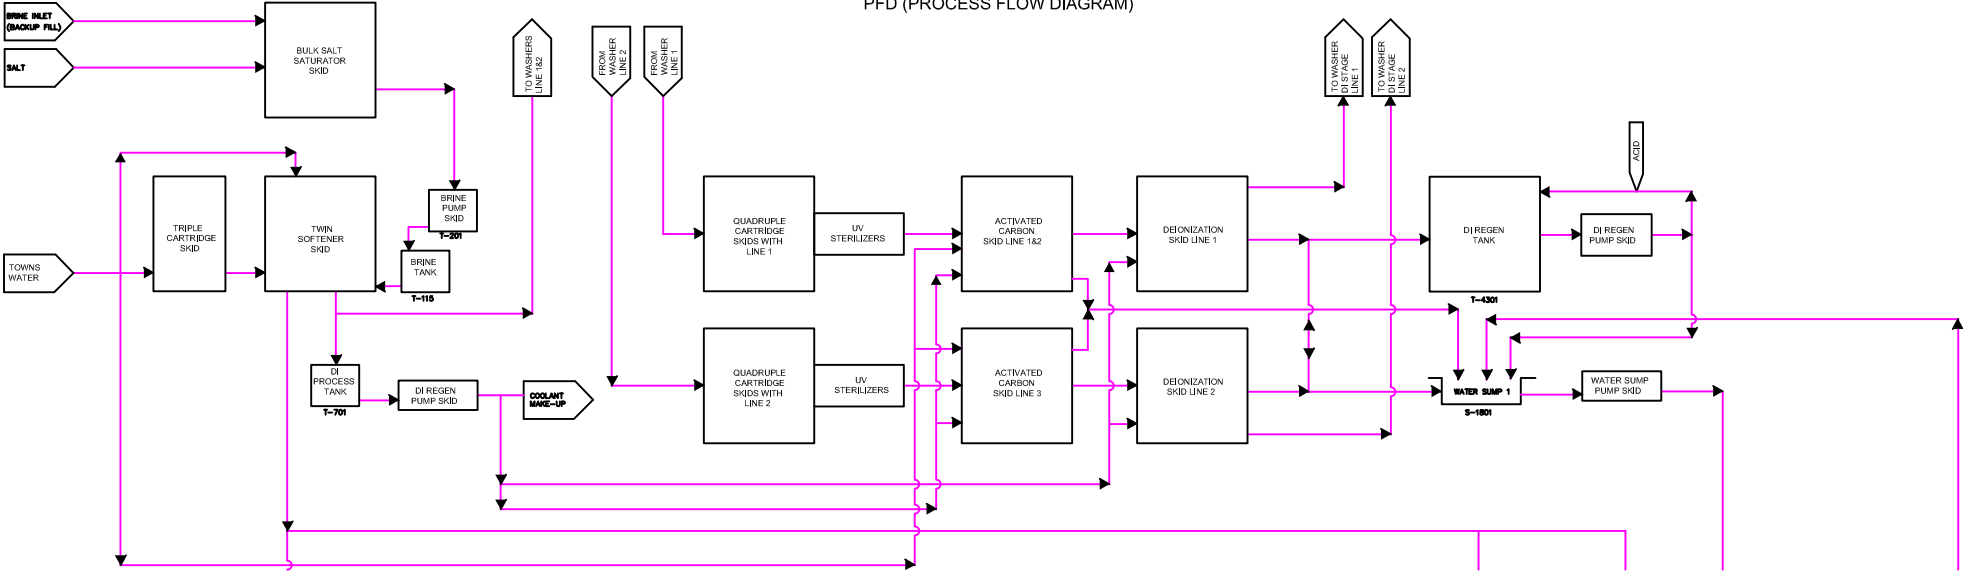 PFD (PROCESS FLOW DIAGRAM)
BRINE INLET
(BACKUP FILL)
SALT
BULK SALT
SATURATOR
SKID
TO WASHERS
LINE 1&2
FROM
WASHER
LINE 2
FROM
WASHER
LINE 1
TO WASHER
DI STAGE
LINE 1
TO WASHER
DI STAGE
LINE 2
ACID
TOWNS
WATER
TRIPLE
CARTRIDGE
SKID
TWIN
SOFTENER
SKID
BRINE
PUMP
SKID
T-201
BRINE
TANK
T-115
QUADRUPLE
CARTRIDGE
SKIDS WITH
LINE 1
UV
STERILIZERS
ACTIVATED
CARBON
SKID LINE 1&2
DEIONIZATION
SKID LINE 1
DI REGEN
TANK
T-4301
DI REGEN
PUMP SKID
DI
PROCESS
TANK
T-701
DI REGEN
PUMP SKID
COOLANT
MAKE-UP
QUADRUPLE
CARTRIDGE
SKIDS WITH
LINE 2
UV
STERILIZERS
ACTIVATED
CARBON
SKID LINE 3
DEIONIZATION
SKID LINE 2
WATER SUMP 1
S-1801
WATER SUMP
PUMP SKID